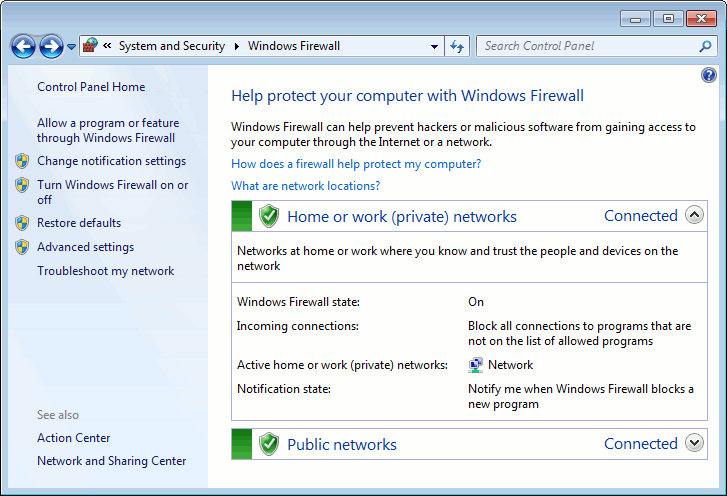 « System and Security ▸ Windows Firewall
Search Control Panel
Control Panel Home
Allow a program or feature
through Windows Firewall
Change notification settings
Turn Windows Firewall on or
off
Restore defaults
Advanced settings
Troubleshoot my network
See also
Action Center
Network and Sharing Center
Help protect your computer with Windows Firewall
Windows Firewall can help prevent hackers or malicious software from gaining access to
your computer through the Internet or a network.
How does a firewall help protect my computer?
What are network locations?
Home or work (private) networks Connected
Networks at home or work where you know and trust the people and devices on the
network
Windows Firewall state: On
Incoming connections: Block all connections to programs that are
not on the list of allowed programs
Active home or work (private) networks: Network
Notification state: Notify me when Windows Firewall blocks a
new program
Public networks Connected